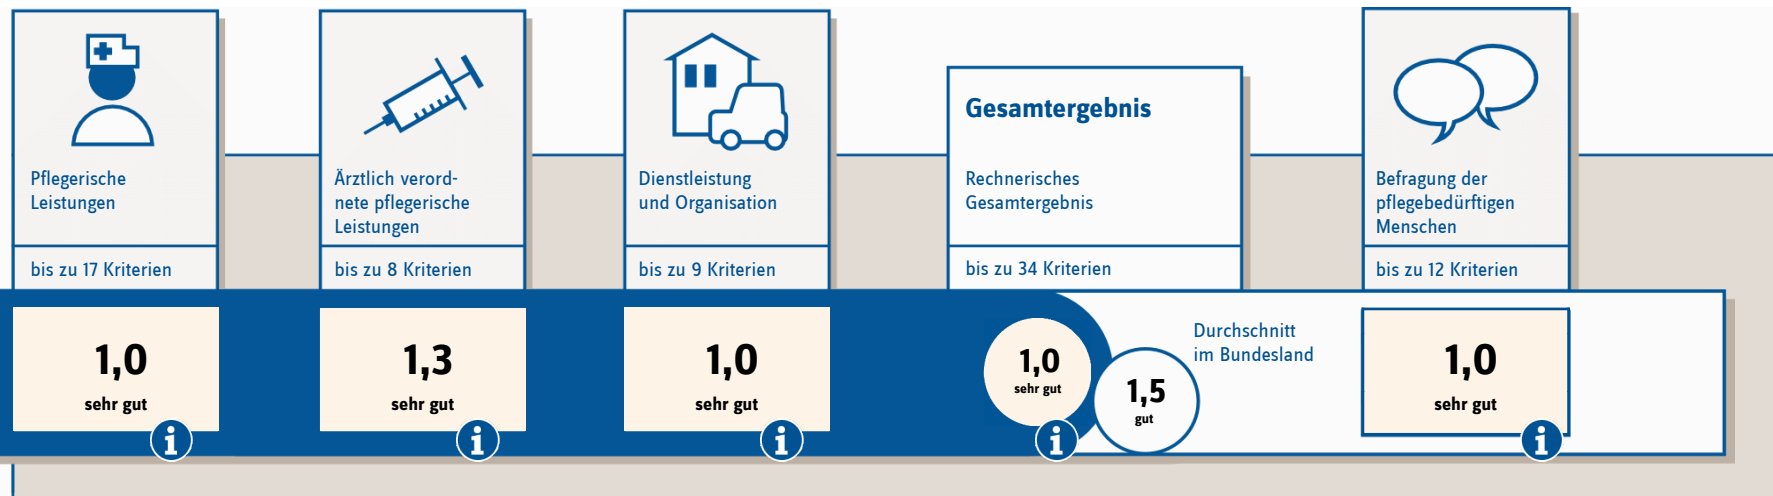 Pflegerische
Leistungen
bis zu 17 Kriterien
1,0
sehr gut
Ärztlich verord-
nete pflegerische
Leistungen
bis zu 8 Kriterien
1,3
sehr gut
Dienstleistung
und Organisation
bis zu 9 Kriterien
1,0
sehr gut
Gesamtergebnis
Rechnerisches
Gesamtergebnis
bis zu 34 Kriterien
1,0
sehr gut
1,5
gut
Durchschnitt
im Bundesland
Befragung der
pflegebedürftigen
Menschen
bis zu 12 Kriterien
1,0
sehr gut